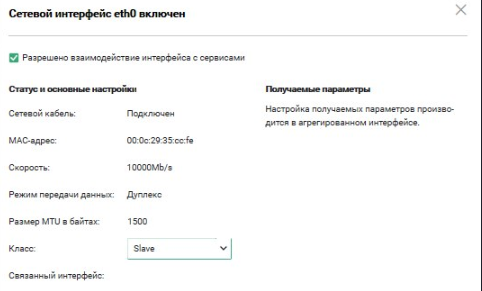 Сетевой интерфейс eth0 включен
Разрешено взаимодействие интерфейса с сервисами
Статус и основные настройки
Сетевой кабель: Подключен
MAC-адрес: 00:0c:29:35:cc:fe
Скорость: 10000Mb/s
Режим передачи данных: Дуплекс
Размер MTU в байтах: 1500
Класс: Slave
Связанный интерфейс:
Получаемые параметры
Настройка получаемых параметров произво-
дится в агрегированном интерфейсе.